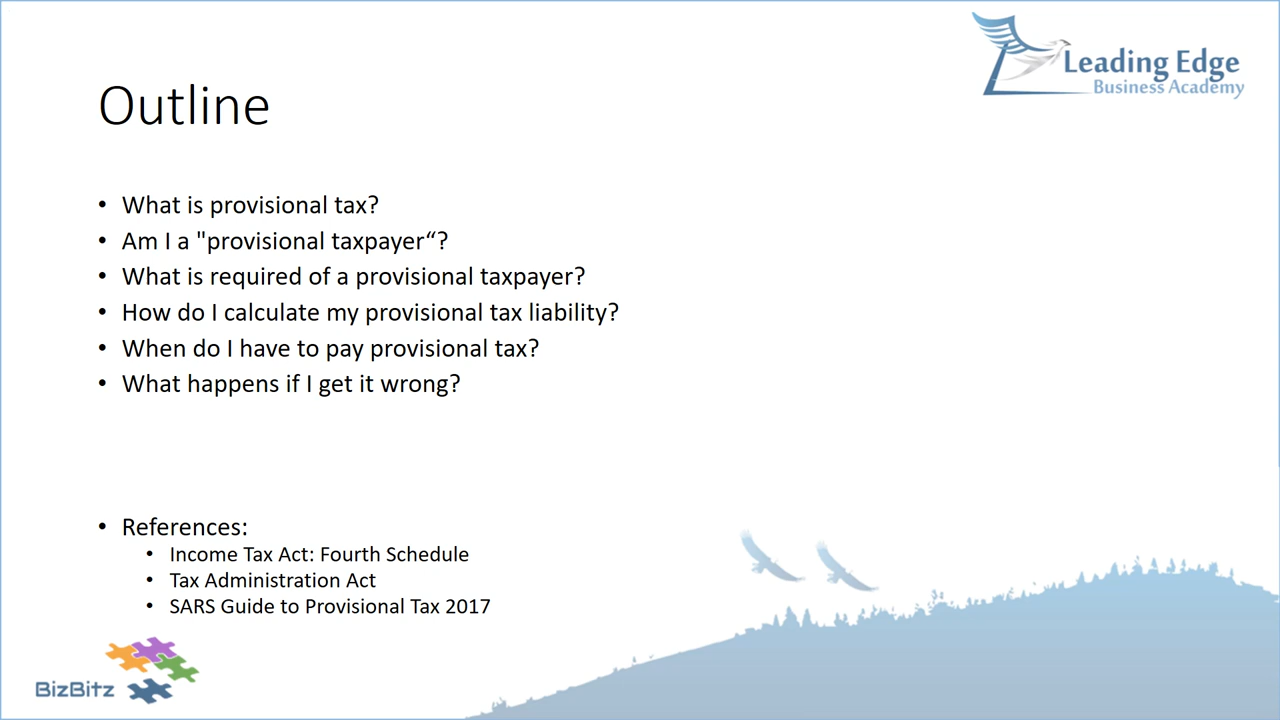 Leading Edge
Business Academy
Outline
• What is provisional tax?
• Am I a "provisional taxpayer“?
• What is required of a provisional taxpayer?
• How do I calculate my provisional tax liability?
• When do I have to pay provisional tax?
• What happens if I get it wrong?
• References:
• Income Tax Act: Fourth Schedule
• Tax Administration Act
• SARS Guide to Provisional Tax 2017
BizBitz